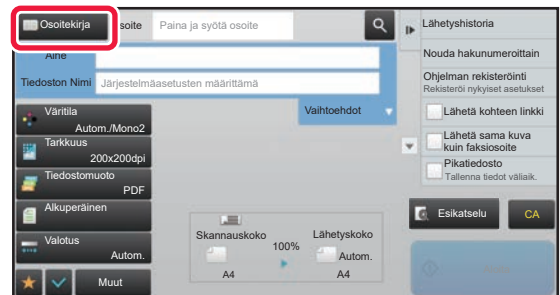 Osoitekirja
soite
Paina ja syötä osoite
Aine
Tiedoston Nimi
Järjestelmäasetusten määrittämä
Väritila
Autom./Mono2
Tarkkuus
200x200dpi
Tiedostomuoto
PDF
Alkuperäinen
Valotus
Autom.
Muut
Vaihtoehdot
Skannauskoko
A4
100%
Lähetyskoko
Autom.
A4
Lähetyshistoria
Nouda hakunumeroittain
Ohjelman rekisteröinti
Rekisteröi nykyiset asetukset
Lähetä kohteen linkki
Lähetä sama kuva
kuin faksiosoite
Pikatiedosto
Tallenna tiedot väliaik.
Esikatselu
CA